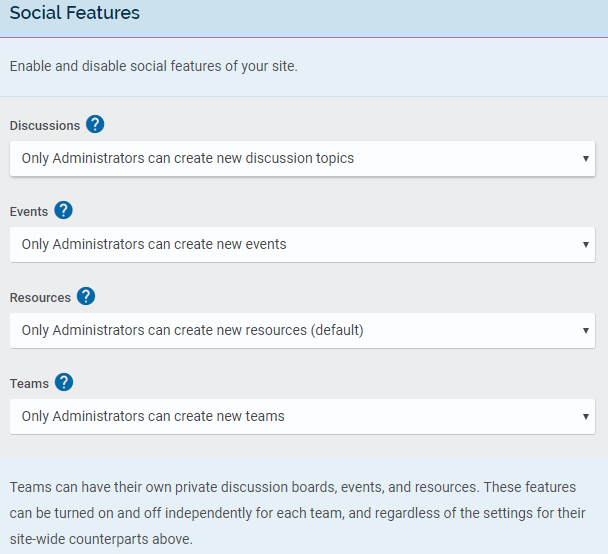 Social Features
Enable and disable social features of your site.
Discussions ?
Only Administrators can create new discussion topics
Events ?
Only Administrators can create new events
Resources ?
Only Administrators can create new resources (default)
Teams ?
Only Administrators can create new teams
Teams can have their own private discussion boards, events, and resources. These features
can be turned on and off independently for each team, and regardless of the settings for their
site-wide counterparts above.